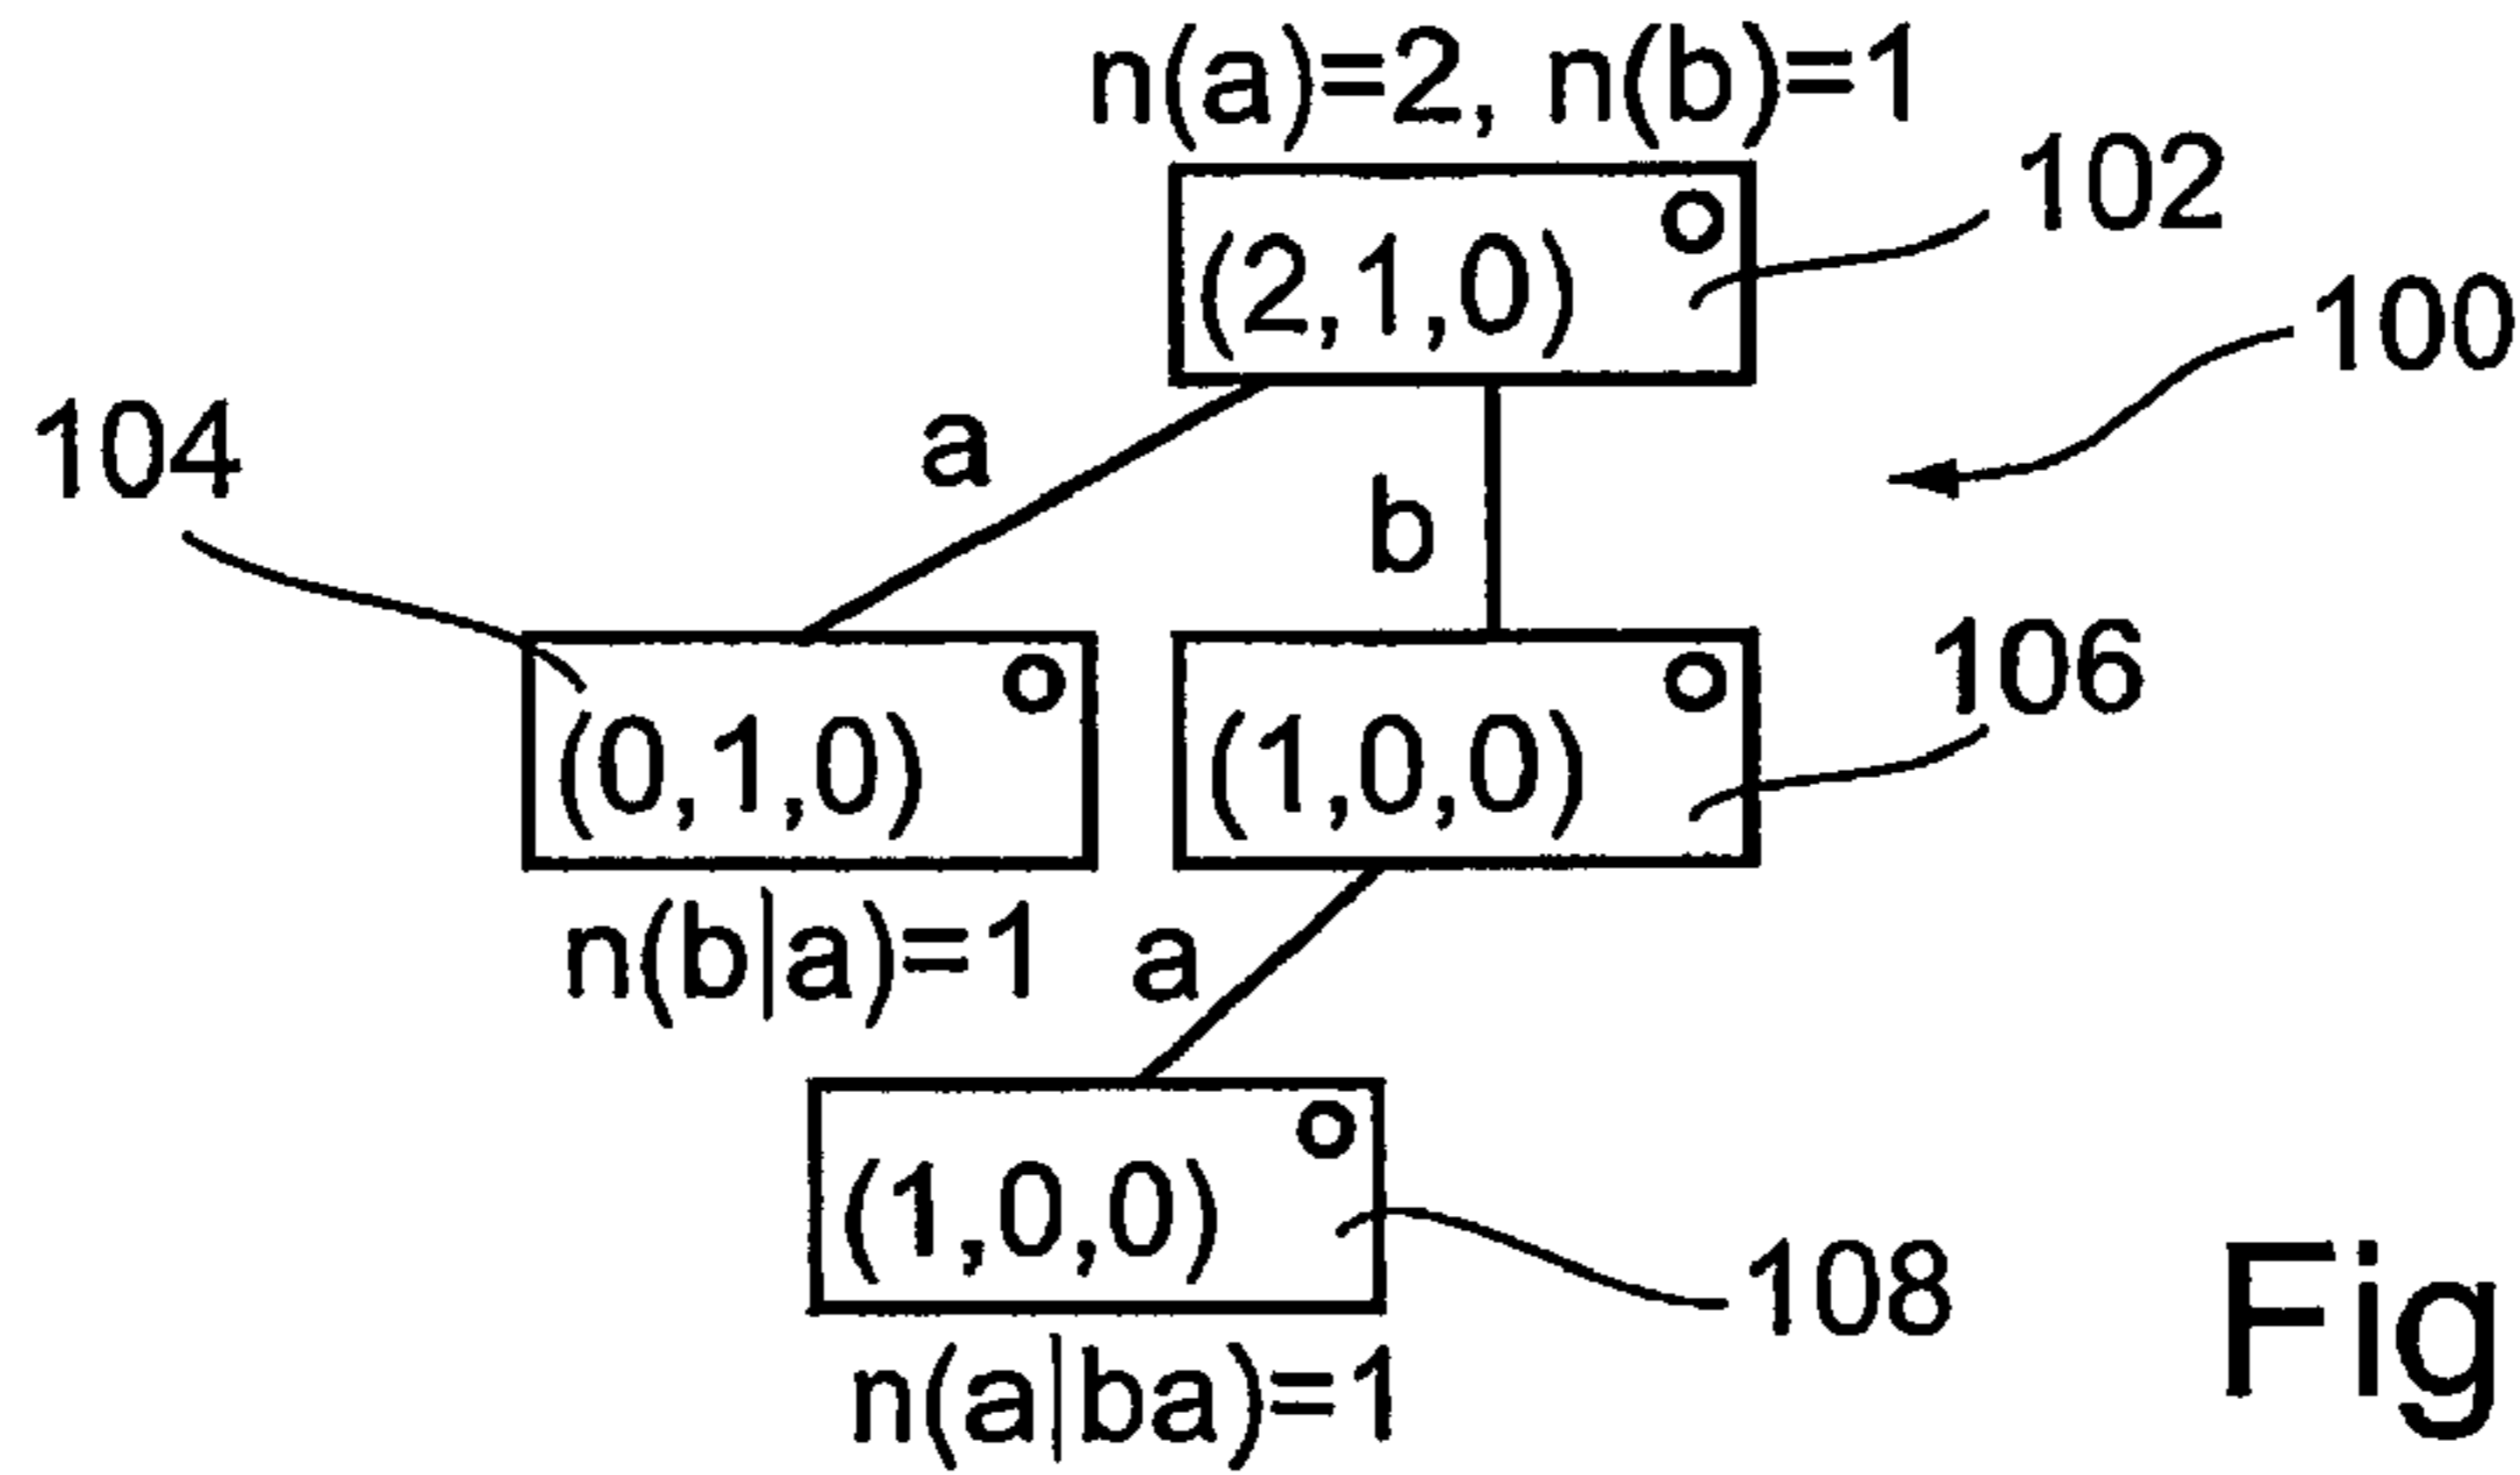 n(a)=2, n(b)=1
102
(2,1,0)
100
104
a
b
106
(0,1,0)
(1,0,0)
n(b|a)=1
a
(1,0,0)
108
n(a|ba)=1
Fig